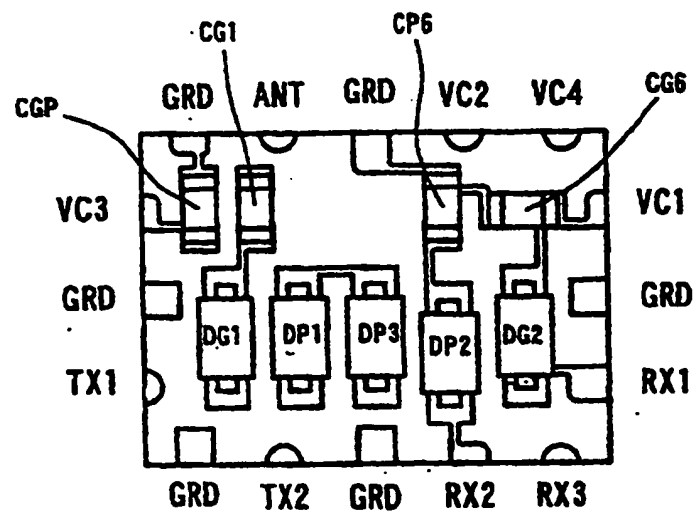 CG1 CP6
CGP GRD ANT GRD VC2 VC4 CG6
VC3 VC1
GRD GRD
DG1 DP1 DP3 DP2 DG2
TX1 RX1
GRD TX2 GRD RX2 RX3